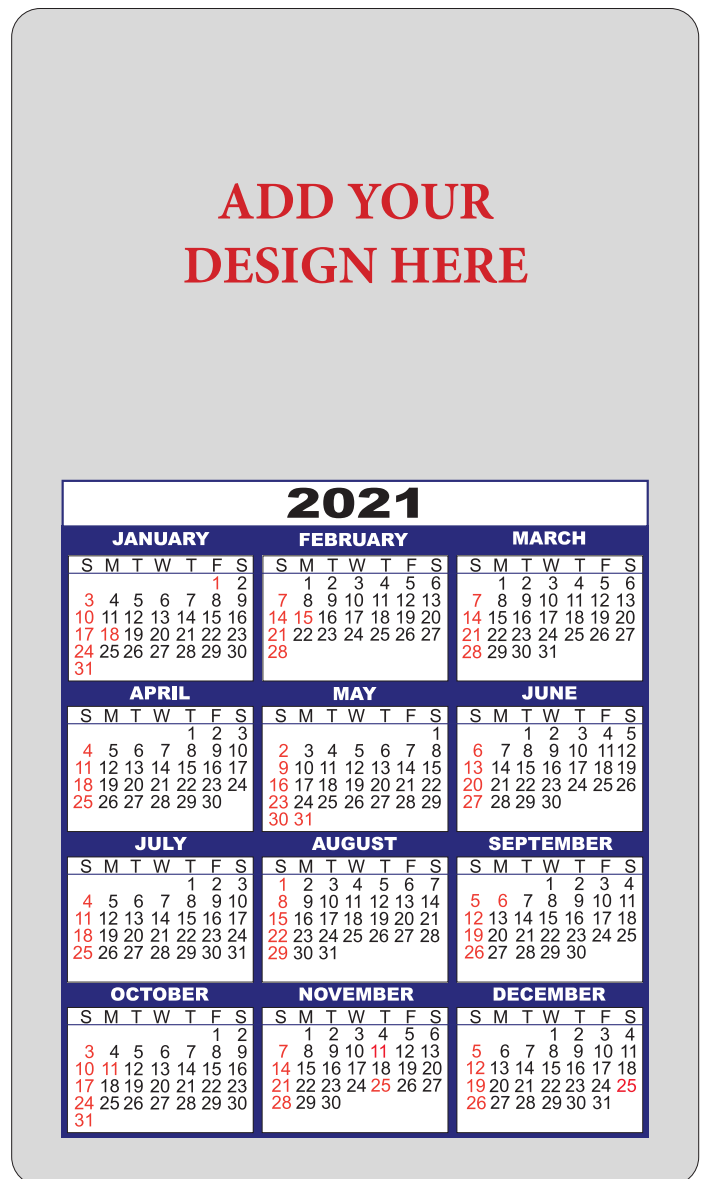 ADD YOUR
DESIGN HERE
2021
JANUARY
S M T W T F S
1 2
3 4 5 6 7 8 9
10 11 12 13 14 15 16
17 18 19 20 21 22 23
24 25 26 27 28 29 30
31
FEBRUARY
S M T W T F S
1 2 3 4 5 6
7 8 9 10 11 12 13
14 15 16 17 18 19 20
21 22 23 24 25 26 27
28
MARCH
S M T W T F S
1 2 3 4 5 6
7 8 9 10 11 12 13
14 15 16 17 18 19 20
21 22 23 24 25 26 27
28 29 30 31
APRIL
S M T W T F S
1 2 3
4 5 6 7 8 9 10
11 12 13 14 15 16 17
18 19 20 21 22 23 24
25 26 27 28 29 30
MAY
S M T W T F S
1
2 3 4 5 6 7 8
9 10 11 12 13 14 15
16 17 18 19 20 21 22
23 24 25 26 27 28 29
30 31
JUNE
S M T W T F S
1 2 3 4 5
6 7 8 9 10 11 12
13 14 15 16 17 18 19
20 21 22 23 24 25 26
27 28 29 30
JULY
S M T W T F S
1 2 3
4 5 6 7 8 9 10
11 12 13 14 15 16 17
18 19 20 21 22 23 24
25 26 27 28 29 30 31
AUGUST
S M T W T F S
1 2 3 4 5 6 7
8 9 10 11 12 13 14
15 16 17 18 19 20 21
22 23 24 25 26 27 28
29 30 31
SEPTEMBER
S M T W T F S
1 2 3 4
5 6 7 8 9 10 11
12 13 14 15 16 17 18
19 20 21 22 23 24 25
26 27 28 29 30
OCTOBER
S M T W T F S
1 2
3 4 5 6 7 8 9
10 11 12 13 14 15 16
17 18 19 20 21 22 23
24 25 26 27 28 29 30
31
NOVEMBER
S M T W T F S
1 2 3 4 5 6
7 8 9 10 11 12 13
14 15 16 17 18 19 20
21 22 23 24 25 26 27
28 29 30
DECEMBER
S M T W T F S
1 2 3 4
5 6 7 8 9 10 11
12 13 14 15 16 17 18
19 20 21 22 23 24 25
26 27 28 29 30 31